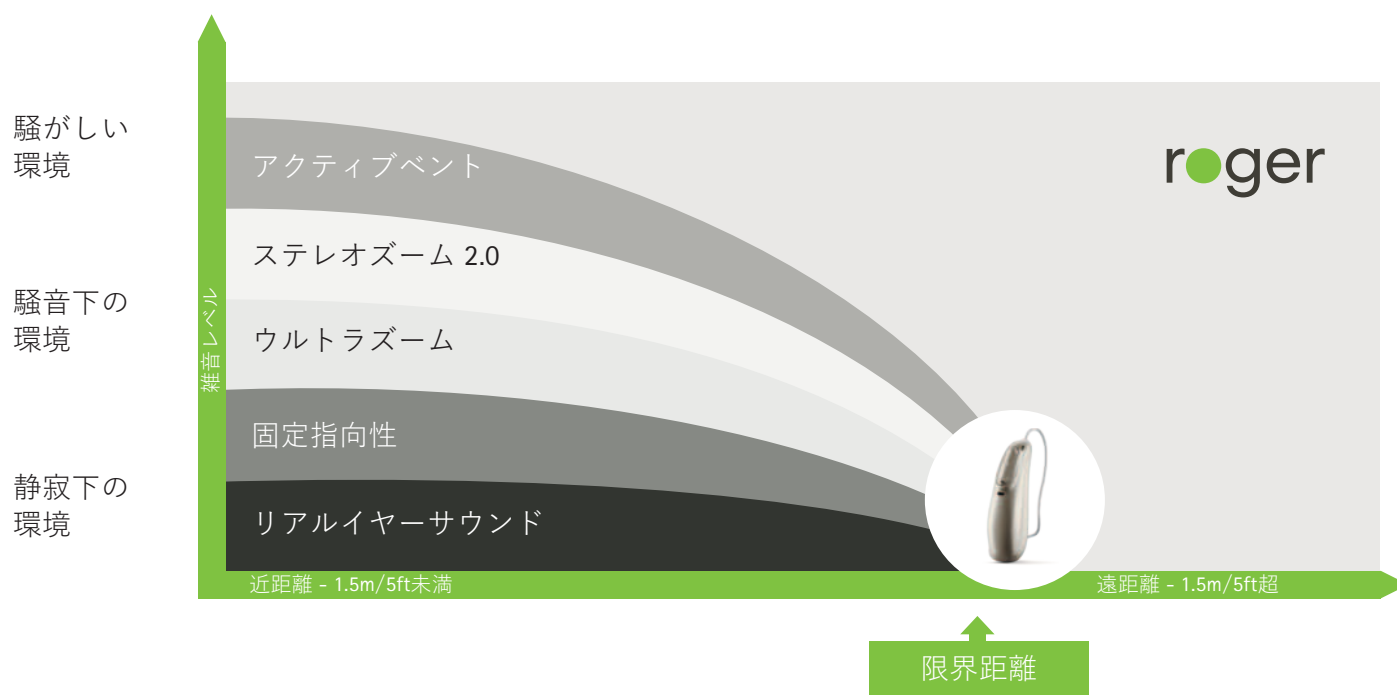 騒がしい
環境
アクティブベント
roger
ステレオズーム 2.0
騒音下の
環境
雑音レベル
ウルトラズーム
固定指向性
静寂下の
環境
リアルイヤーサウンド
近距離 - 1.5m/5ft未満
遠距離 - 1.5m/5ft超
限界距離